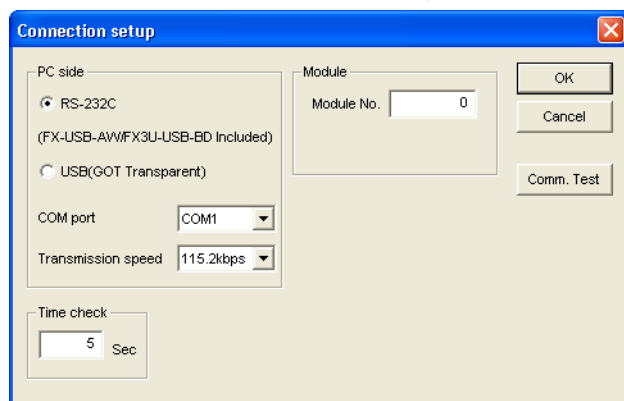 Connection setup
PC side
RS-232C
(FX-USB-AW/FX3U-USB-BD Included)
USB(GOT Transparent)
COM port
COM1
Transmission speed
115.2kbps
Module
Module No.
0
OK
Cancel
Comm. Test
Time check
5
Sec